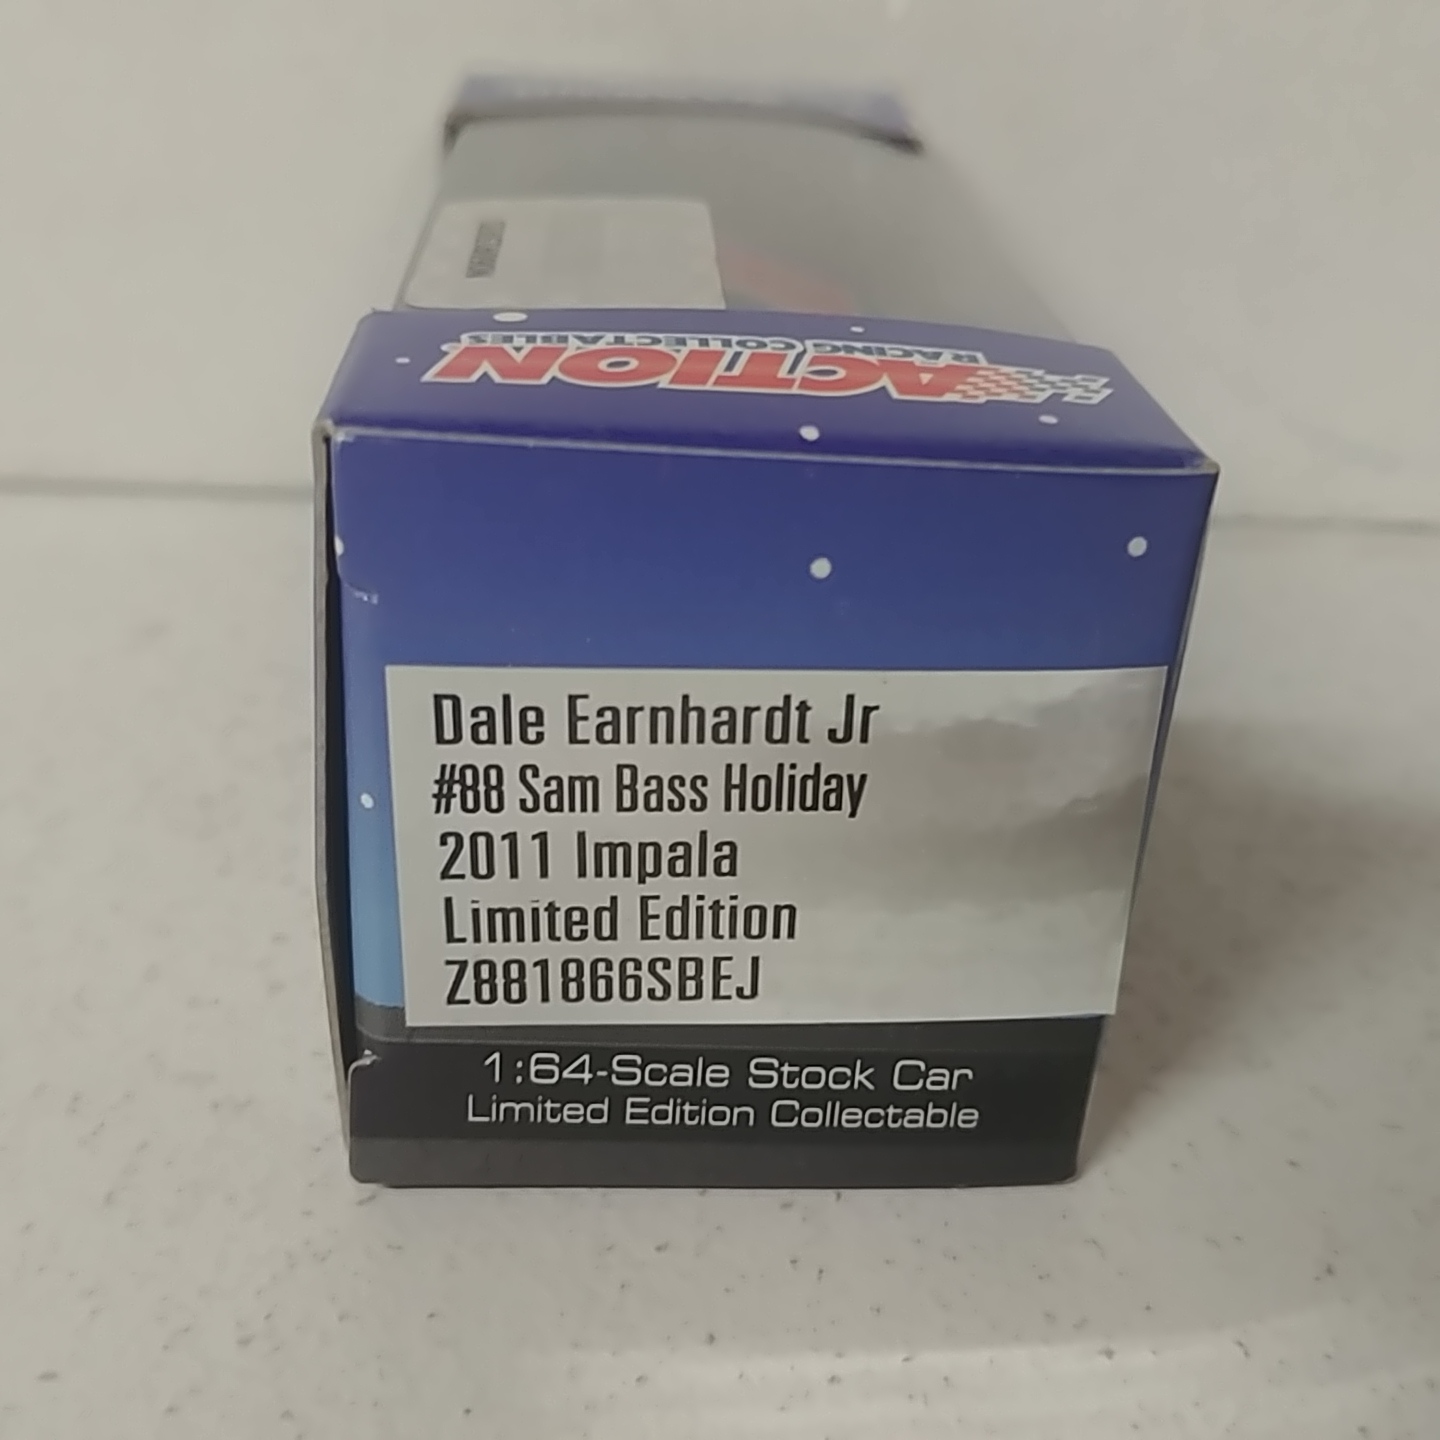 ACTION
RACING COLLECTABLES
Dale Earnhardt Jr
#88 Sam Bass Holiday
2011 Impala
Limited Edition
Z881866SBEJ
1:64-Scale Stock Car
Limited Edition Collectable